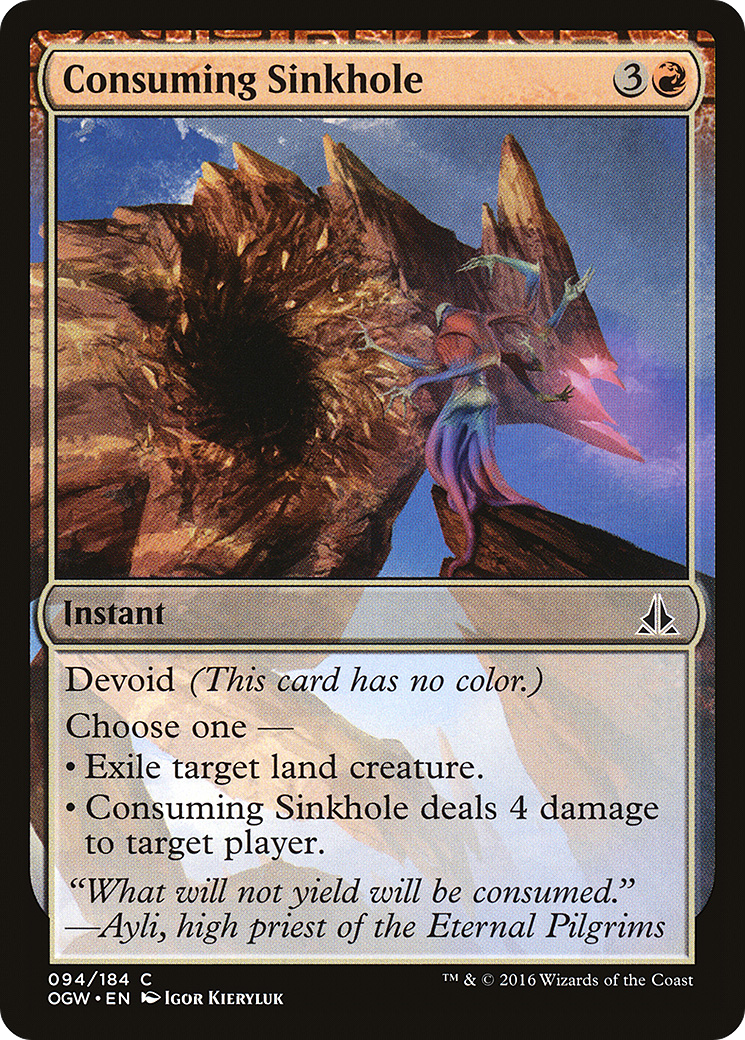 Consuming Sinkhole 3
Instant
Devoid (This card has no color.)
Choose one —
• Exile target land creature.
• Consuming Sinkhole deals 4 damage
to target player.
“What will not yield will be consumed.”
—Ayli, high priest of the Eternal Pilgrims
094/184 C
OGW • EN Igor Kieryluk
™ & © 2016 Wizards of the Coast